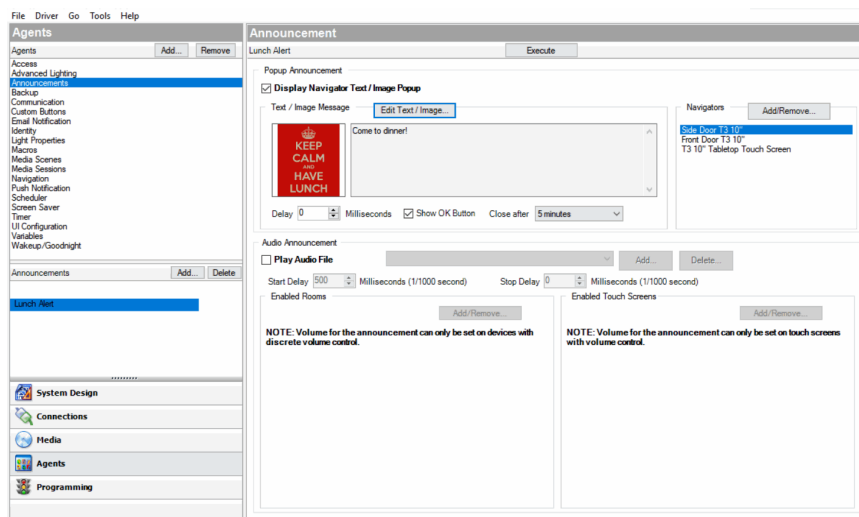 File Driver Go Tools Help
Agents
Agents Add... Remove
Access
Advanced Lighting
Announcements
Backup
Communication
Custom Buttons
Email Notification
Identity
Light Properties
Macros
Media Scenes
Media Sessions
Navigation
Push Notification
Scheduler
Screen Saver
Timer
UI Configuration
Variables
Wakeup/Goodnight
Announcements Add... Delete
Lunch Alert
System Design
Connections
Media
Agents
Programming
Announcement
Lunch Alert Execute
Popup Announcement
Display Navigator Text / Image Popup
Text / Image Message Edit Text / Image...
KEEP
CALM
AND
HAVE
LUNCH
Come to dinner!
Delay 0 Milliseconds Show OK Button Close after 5 minutes
Navigators Add/Remove...
Side Door T3 10"
Front Door T3 10"
T3 10" Tabletop Touch Screen
Audio Announcement
Play Audio File Add... Delete...
Start Delay 500 Milliseconds (1/1000 second) Stop Delay 0 Milliseconds (1/1000 second)
Enabled Rooms
Add/Remove...
NOTE: Volume for the announcement can only be set on devices with
discrete volume control.
Enabled Touch Screens
Add/Remove...
NOTE: Volume for the announcement can only be set on touch screens
with volume control.